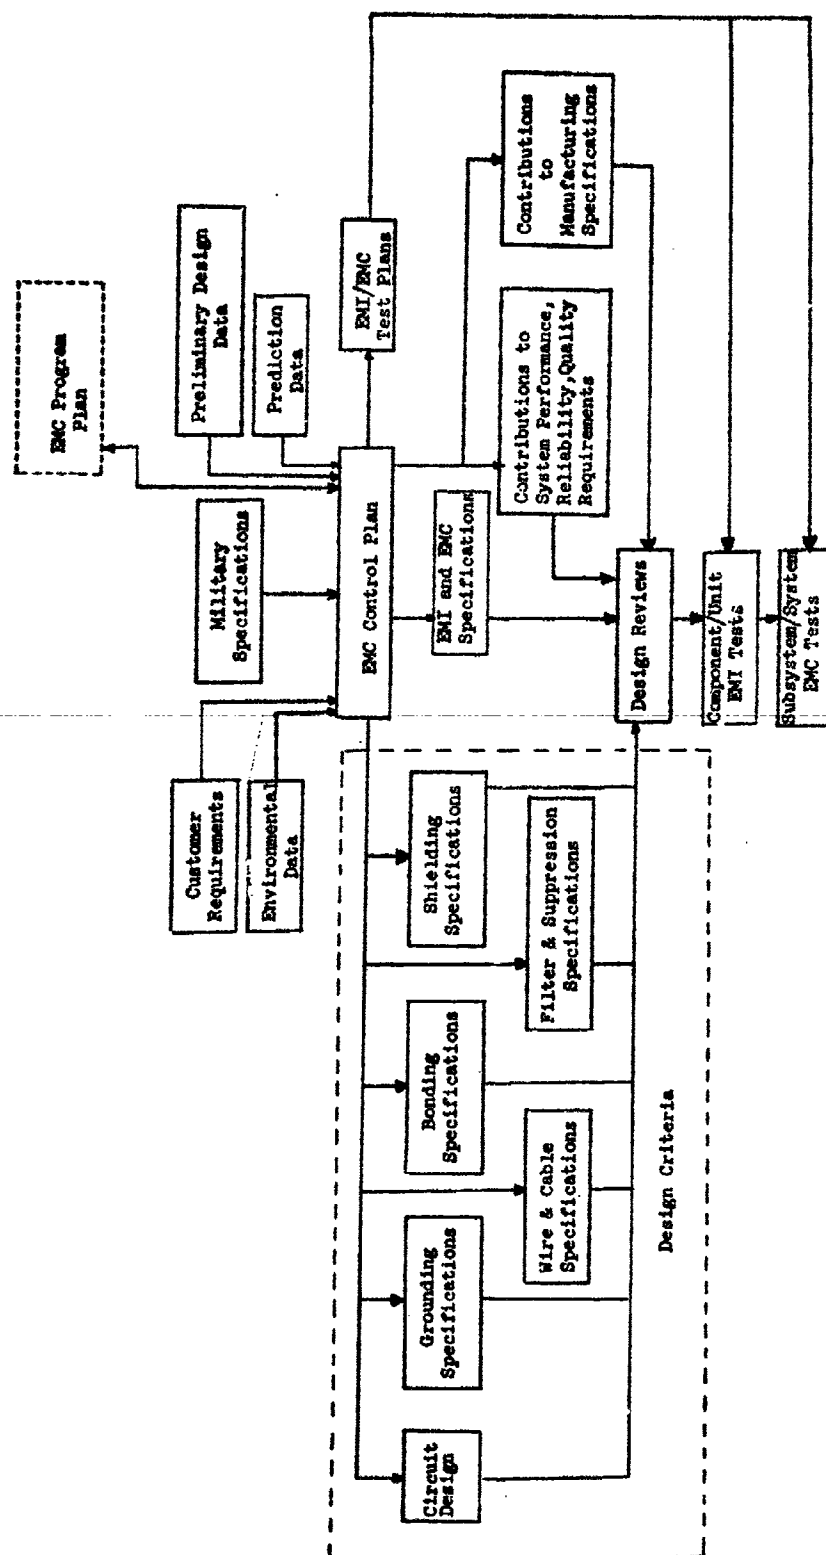 EMC Program
Plan
Customer
Requirements
Environmental
Data
Military
Specifications
Preliminary Design
Data
Prediction
Data
EMC Control Plan
EMI/EMC
Test Plans
Circuit
Design
Grounding
Specifications
Wire & Cable
Specifications
Bonding
Specifications
Filter & Suppression
Specifications
Shielding
Specifications
Design Criteria
EMI and EMC
Specifications
Contributions to
System Performance,
Reliability,Quality
Requirements
Contributions
to
Manufacturing
Specifications
Design Reviews
Component/Unit
EMI Tests
Subsystem/System
EMC Tests